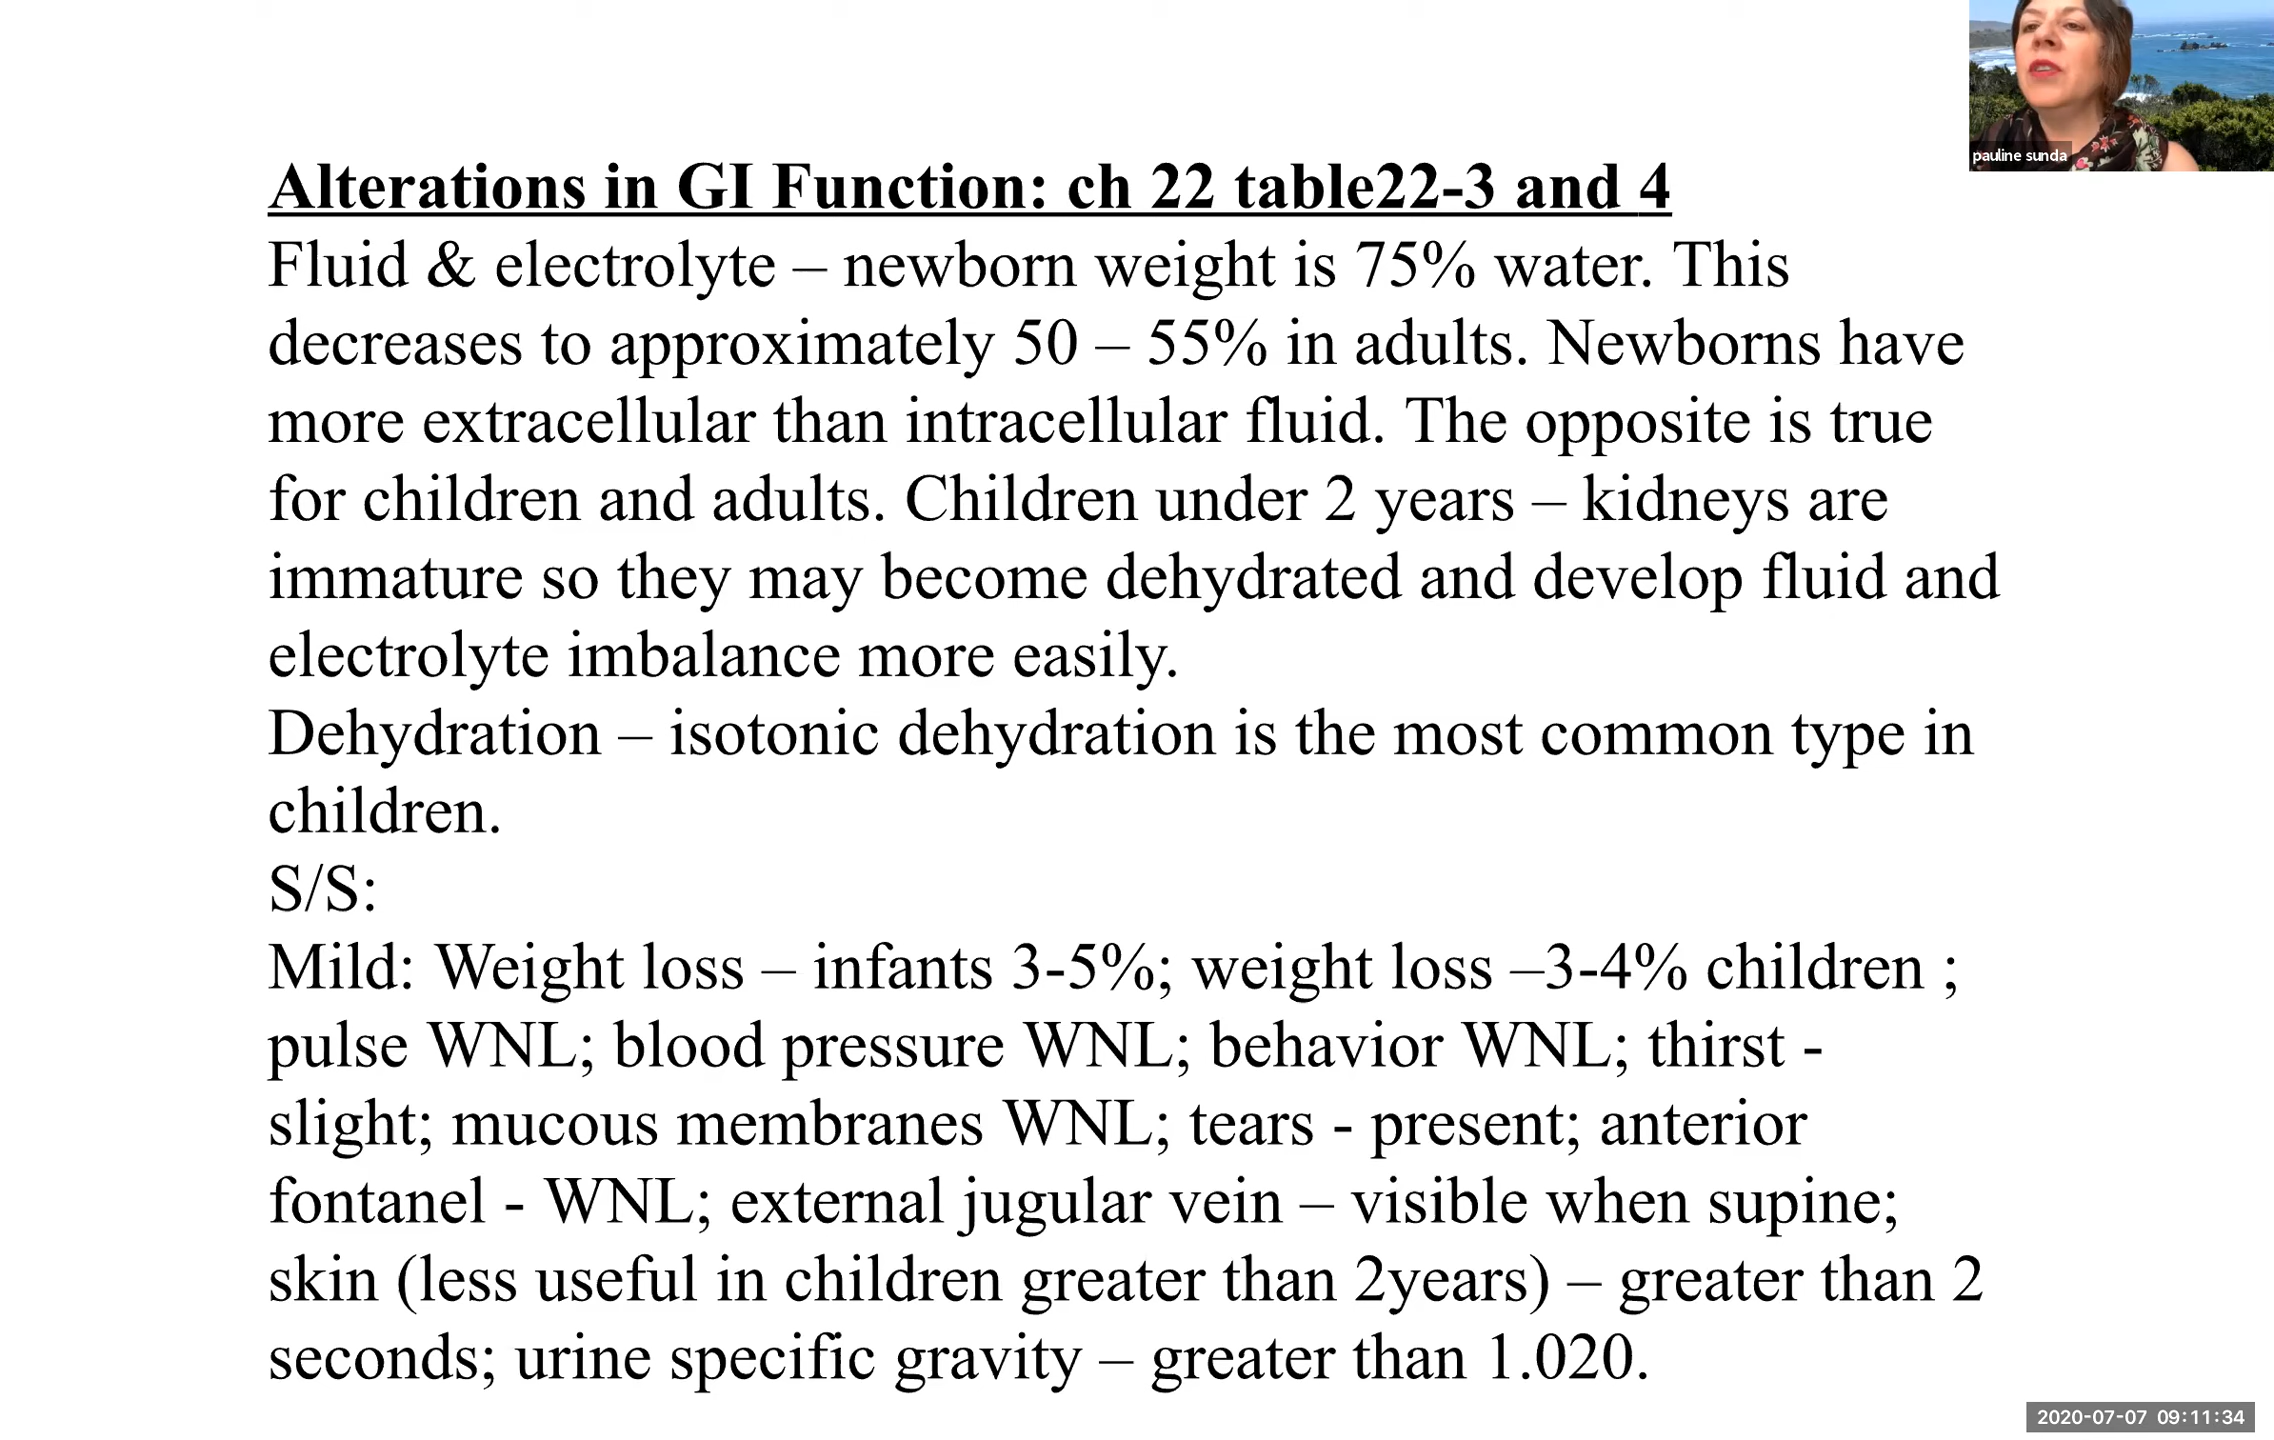 pauline sunda
Alterations in GI Function: ch 22 table22-3 and 4
Fluid & electrolyte – newborn weight is 75% water. This
decreases to approximately 50 – 55% in adults. Newborns have
more extracellular than intracellular fluid. The opposite is true
for children and adults. Children under 2 years – kidneys are
immature so they may become dehydrated and develop fluid and
electrolyte imbalance more easily.
Dehydration – isotonic dehydration is the most common type in
children.
S/S:
Mild: Weight loss – infants 3-5%; weight loss –3-4% children ;
pulse WNL; blood pressure WNL; behavior WNL; thirst -
slight; mucous membranes WNL; tears - present; anterior
fontanel - WNL; external jugular vein – visible when supine;
skin (less useful in children greater than 2years) – greater than 2
seconds; urine specific gravity – greater than 1.020.
2020-07-07 09:11:34